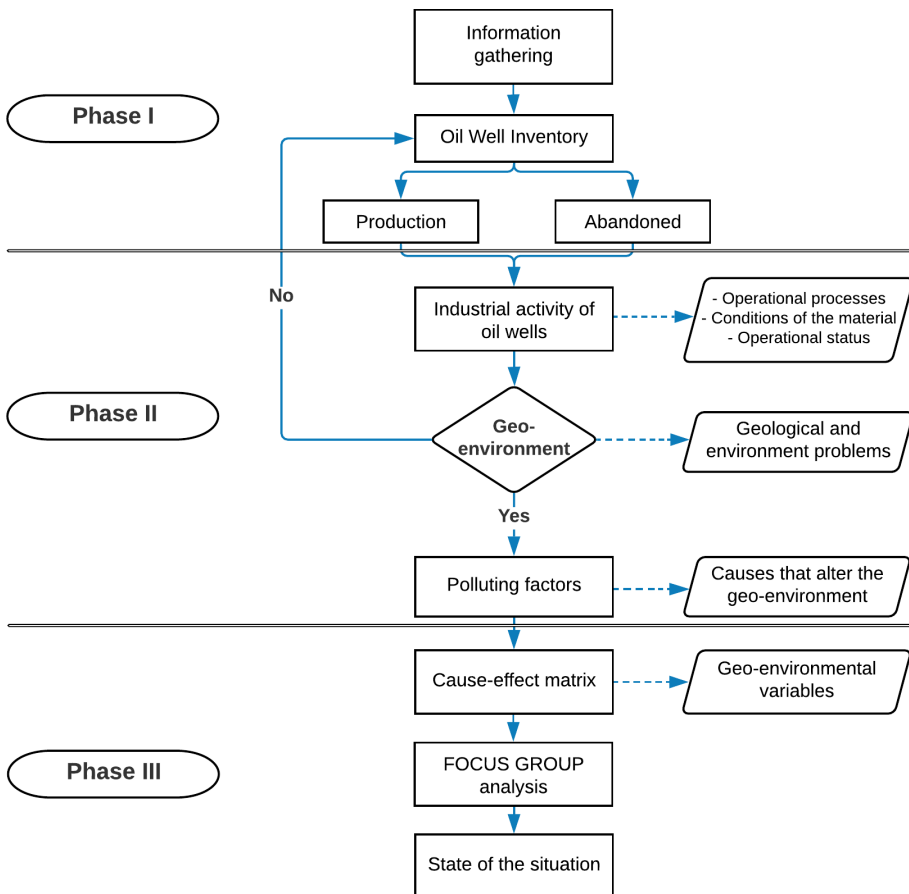 Information
gathering
Phase I
Oil Well Inventory
Production
Abandoned
No
Industrial activity of
oil wells
- Operational processes
- Conditions of the material
- Operational status
Phase II
Geo-
environment
Geological and
environment problems
Yes
Polluting factors
Causes that alter the
geo-environment
Cause-effect matrix
Geo-environmental
variables
Phase III
FOCUS GROUP
analysis
State of the situation